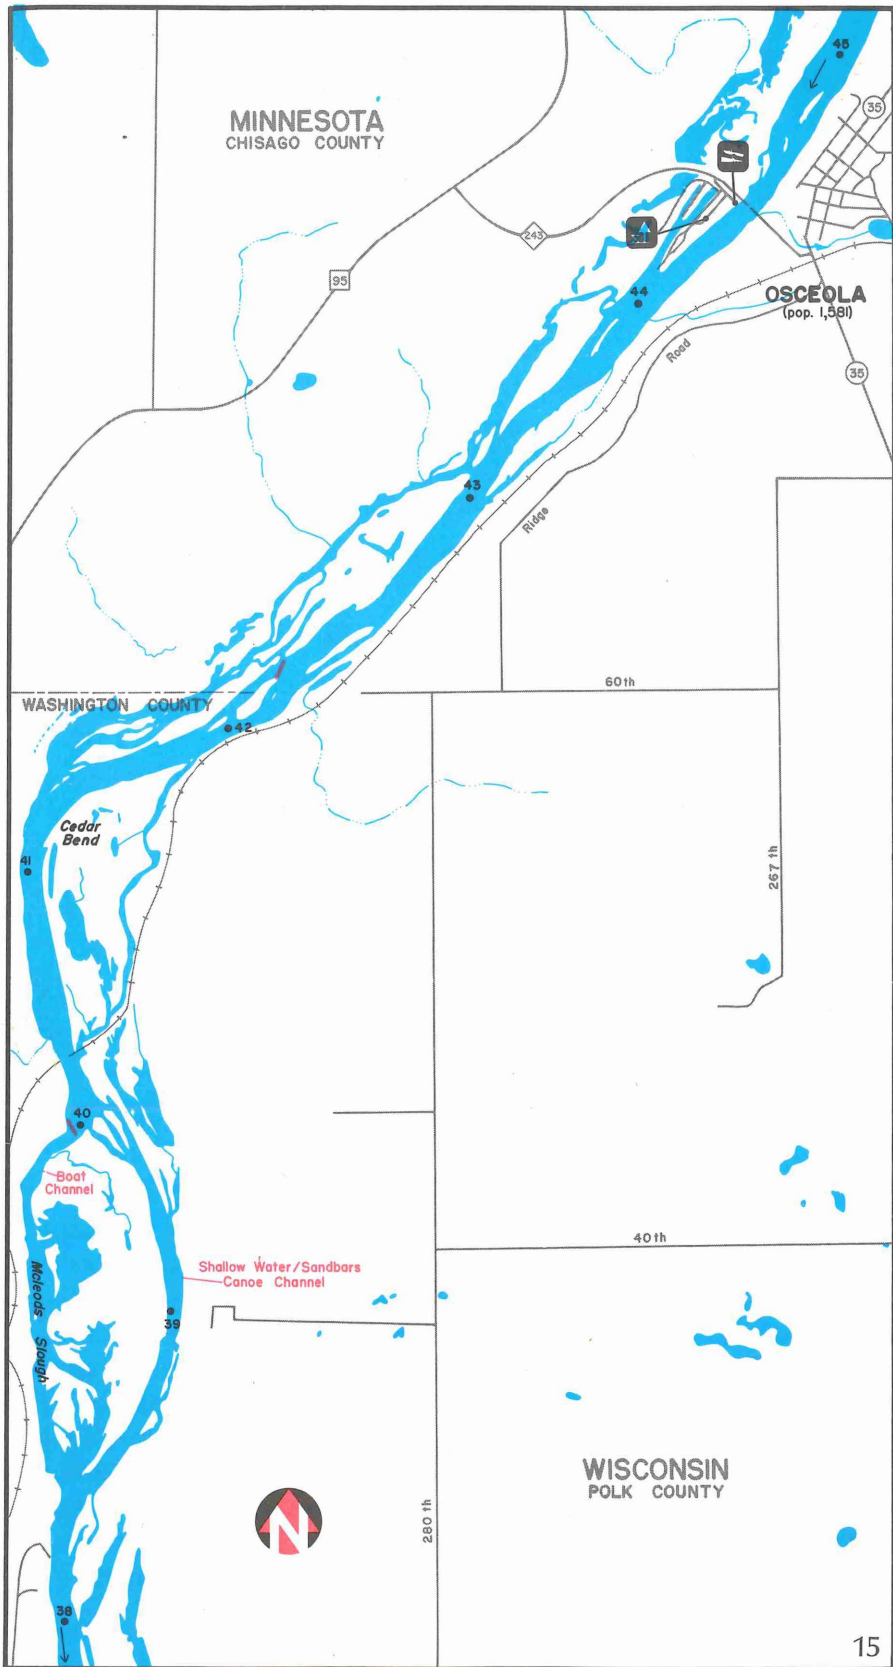 45
35
MINNESOTA
CHISAGO COUNTY
243
95
44
OSCEOLA
(pop. 1,581)
Road
35
43
Ridge
60th
WASHINGTON COUNTY
42
Cedar
Bend
41
267th
40
Boat
Channel
40th
Shallow Water/Sandbars
Canoe Channel
Mcleods Slough
39
WISCONSIN
POLK COUNTY
280th
N
38
15